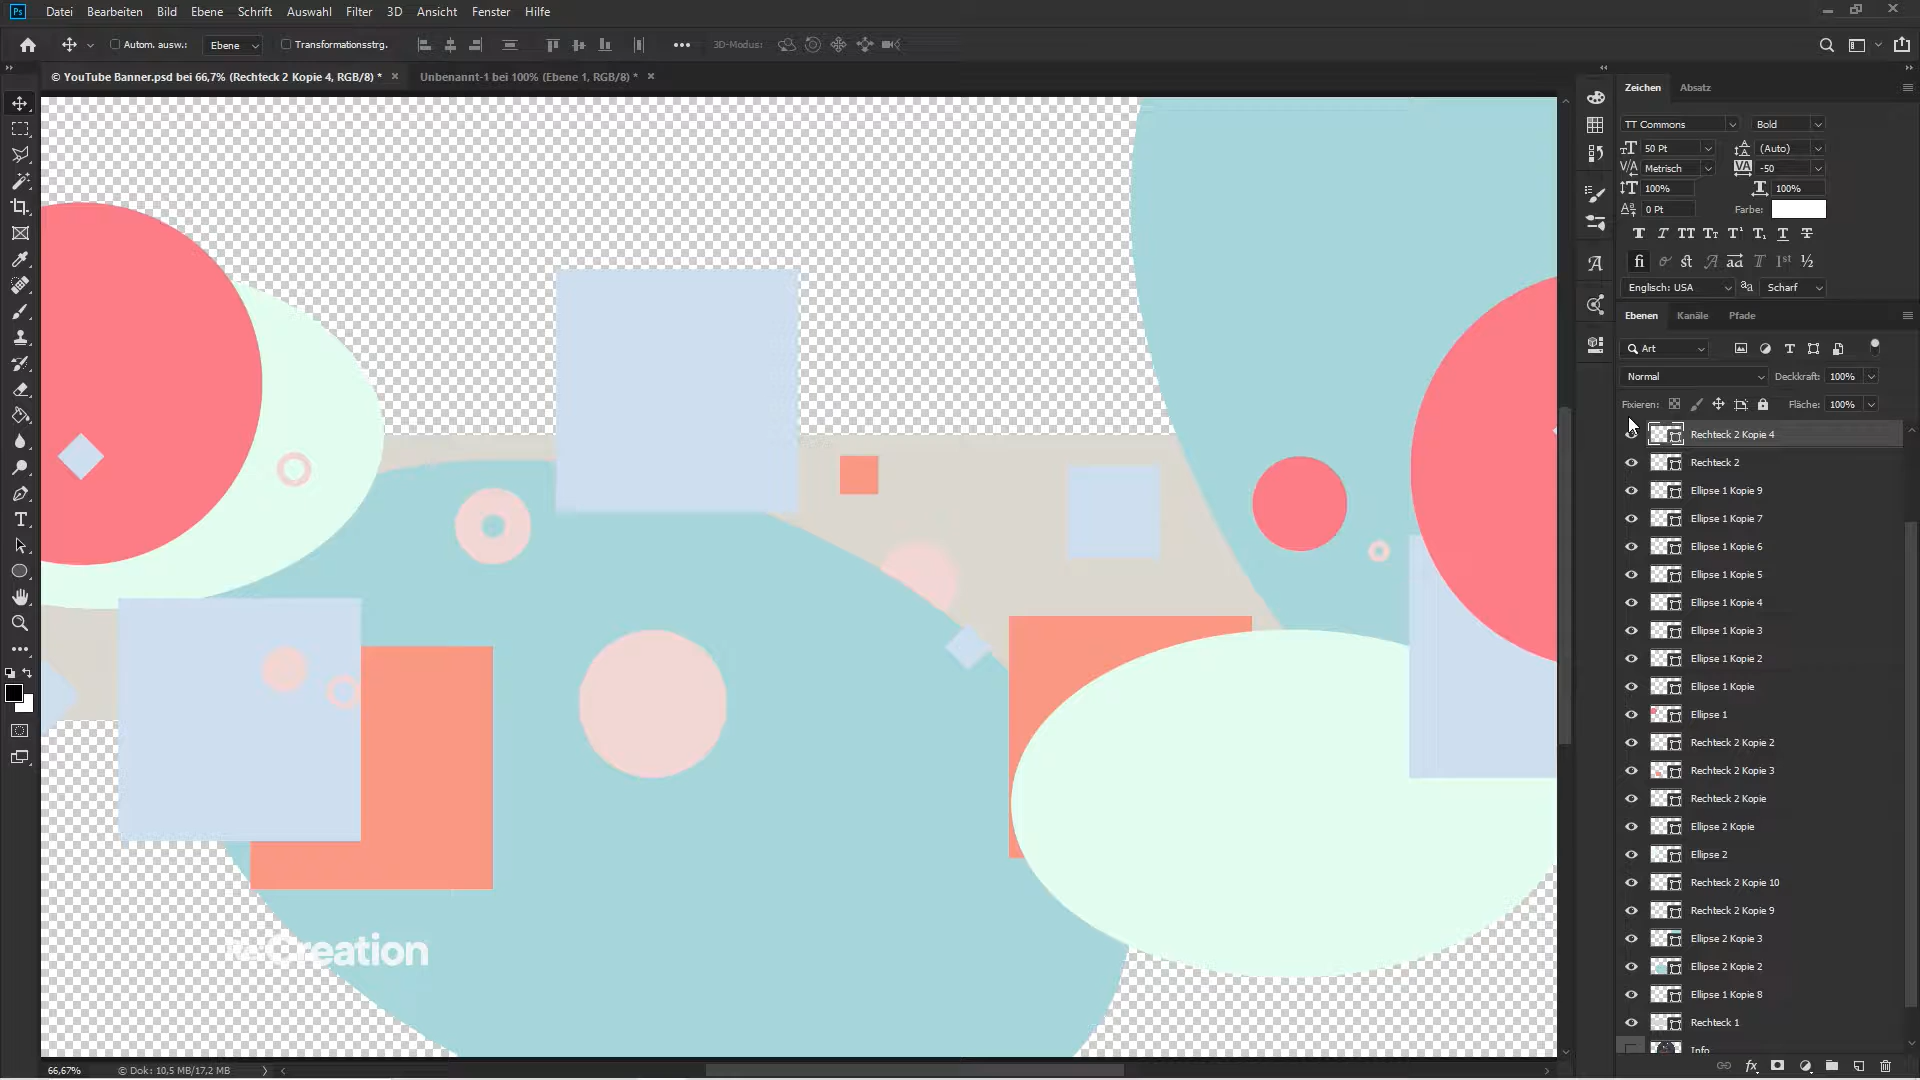 Ps Datei Bearbeiten Bild Ebene Schrift Auswahl Filter 3D Ansicht Fenster Hilfe
Autom. ausw.: Ebene Transformationsstrg. 3D-Modus:
© YouTube Banner.psd bei 66,7% (Rechteck 2 Kopie 4, RGB/8) * Unbenannt-1 bei 100% (Ebene 1, RGB/8) *
Zeichen Absatz
TT Commons Bold
50 Pt (Auto)
Metrisch -50
100% 100%
0 Pt Farbe:
Englisch: USA Scharf
Ebenen Kanäle Pfade
Art
Normal Deckkraft: 100%
Fixieren: Fläche: 100%
Rechteck 2 Kopie 4
Rechteck 2
Ellipse 1 Kopie 9
Ellipse 1 Kopie 7
Ellipse 1 Kopie 6
Ellipse 1 Kopie 5
Ellipse 1 Kopie 4
Ellipse 1 Kopie 3
Ellipse 1 Kopie 2
Ellipse 1 Kopie
Ellipse 1
Rechteck 2 Kopie 2
Rechteck 2 Kopie 3
Rechteck 2 Kopie
Ellipse 2 Kopie
Ellipse 2
Rechteck 2 Kopie 10
Rechteck 2 Kopie 9
Ellipse 2 Kopie 3
Ellipse 2 Kopie 2
Ellipse 1 Kopie 8
Rechteck 1
Info
Creation
66,67% © Dok: 10,5 MB/17,2 MB